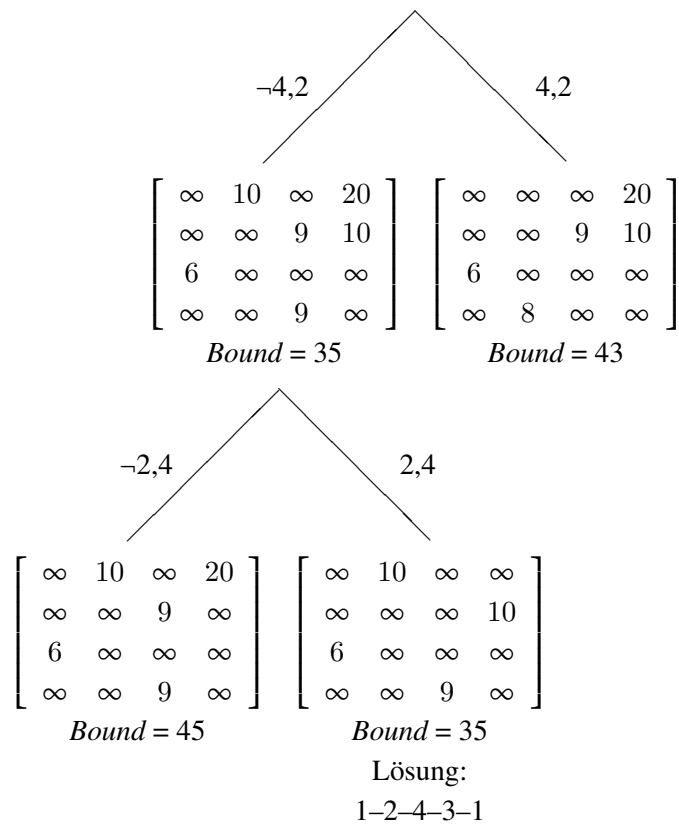 ¬4,2 4,2
∞ 10 ∞ 20 ∞ ∞ ∞ 20
∞ ∞ 9 10 ∞ ∞ 9 10
6 ∞ ∞ ∞ 6 ∞ ∞ ∞
∞ ∞ 9 ∞ ∞ 8 ∞ ∞
Bound = 35 Bound = 43
¬2,4 2,4
∞ 10 ∞ 20 ∞ 10 ∞ ∞
∞ ∞ 9 ∞ ∞ ∞ ∞ 10
6 ∞ ∞ ∞ 6 ∞ ∞ ∞
∞ ∞ 9 ∞ ∞ ∞ 9 ∞
Bound = 45 Bound = 35
Lösung:
1–2–4–3–1